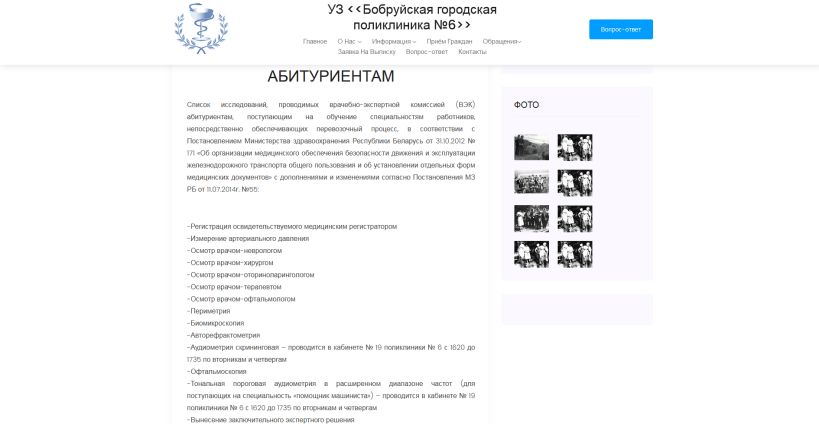 УЗ <<Бобруйская городская
поликлиника №6>>
Главное О Нас Информация Приём Граждан Обращения
Заявка На Выписку Вопрос-ответ Контакты
Вопрос-ответ
АБИТУРИЕНТАМ
Список исследований, проводимых врачебно-экспертной комиссией (ВЭК)
абитуриентам, поступающим на обучение специальностям работников,
непосредственно обеспечивающих перевозочный процесс, в соответствии с
Постановлением Министерства здравоохранения Республики Беларусь от 31.10.2012 №
171 «Об организации медицинского обеспечения безопасности движения и эксплуатации
железнодорожного транспорта общего пользования и об установлении отдельных форм
медицинских документов» с дополнениями и изменениями согласно Постановления МЗ
РБ от 11.07.2014г. №55:
-Регистрация освидетельствуемого медицинским регистратором
-Измерение артериального давления
-Осмотр врачом-неврологом
-Осмотр врачом-хирургом
-Осмотр врачом-оториноларингологом
-Осмотр врачом-терапевтом
-Осмотр врачом-офтальмологом
-Периметрия
-Биомикроскопия
-Авторефрактометрия
-Аудиометрия скрининговая – проводится в кабинете № 19 поликлиники № 6 с 1620 до
1735 по вторникам и четвергам
-Офтальмоскопия
-Тональная пороговая аудиометрия в расширенном диапазоне частот (для
поступающих на специальность «помощник машиниста») – проводится в кабинете № 19
поликлиники № 6 с 1620 до 1735 по вторникам и четвергам
-Вынесение заключительного экспертного решения
ФОТО